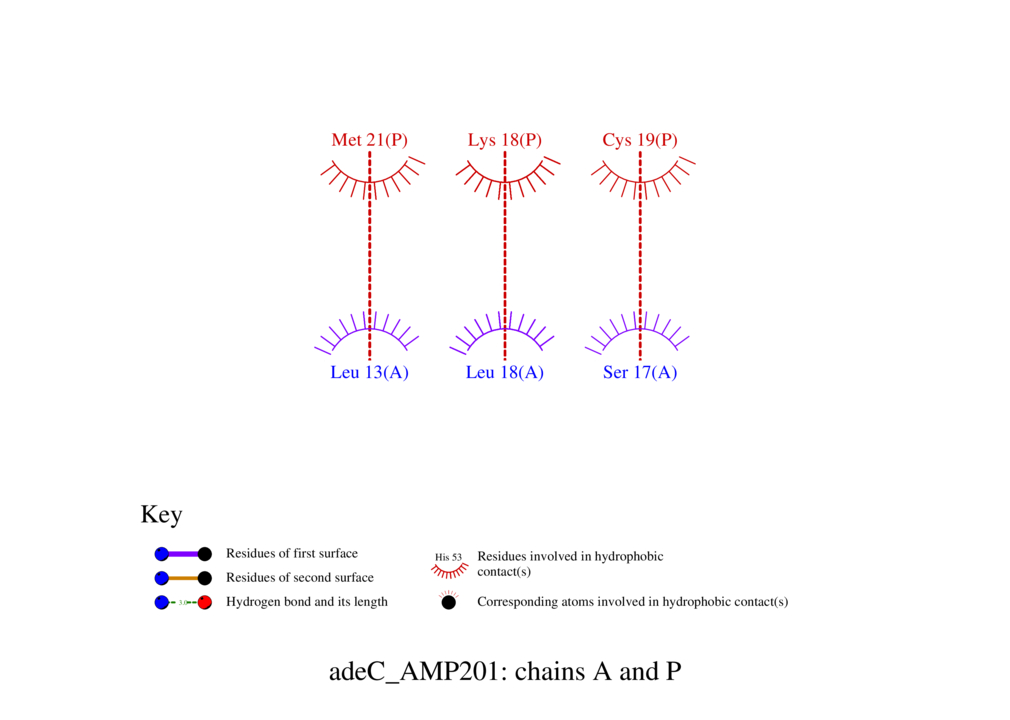 Met 21(P) Lys 18(P) Cys 19(P)
Leu 13(A) Leu 18(A) Ser 17(A)
Key
Residues of first surface
Residues of second surface
3.0
Hydrogen bond and its length
His 53
Residues involved in hydrophobic
contact(s)
Corresponding atoms involved in hydrophobic contact(s)
adeC_AMP201: chains A and P